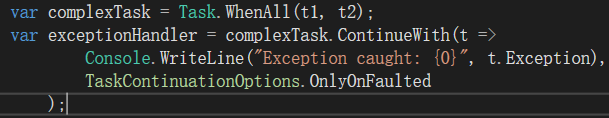 var complexTask = Task.WhenAll(t1, t2);
var exceptionHandler = complexTask.ContinueWith(t =>
Console.WriteLine("Exception caught: {0}", t.Exception),
TaskContinuationOptions.OnlyOnFaulted
);